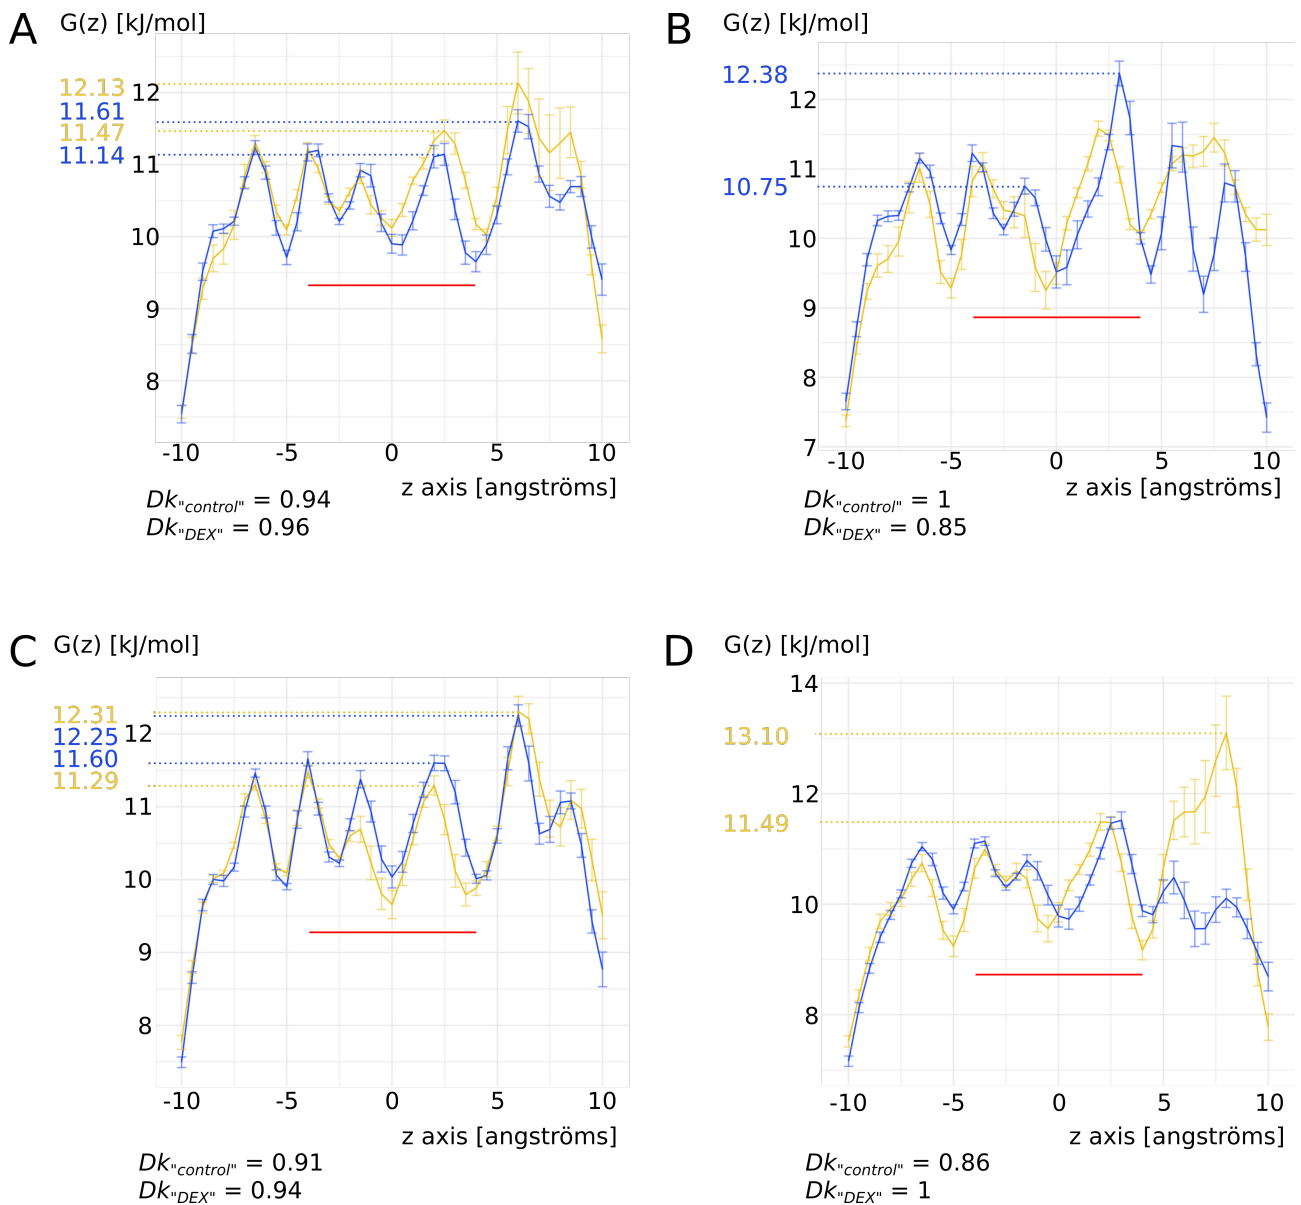 A
G(z) [kJ/mol]
12.13
12
11.61
11.47
11.14
11
10
9
8
-10 -5 0 5 10
z axis [angströms]
Dk"control" = 0.94
Dk"DEX" = 0.96
B
G(z) [kJ/mol]
12.38
12
11
10.75
10
9
8
7
-10 -5 0 5 10
z axis [angströms]
Dk"control" = 1
Dk"DEX" = 0.85
C
G(z) [kJ/mol]
12.31
12.25
12
11.60
11.29
11
10
9
8
-10 -5 0 5 10
z axis [angströms]
Dk"control" = 0.91
Dk"DEX" = 0.94
D
G(z) [kJ/mol]
14
13.10
12
11.49
10
8
-10 -5 0 5 10
z axis [angströms]
Dk"control" = 0.86
Dk"DEX" = 1